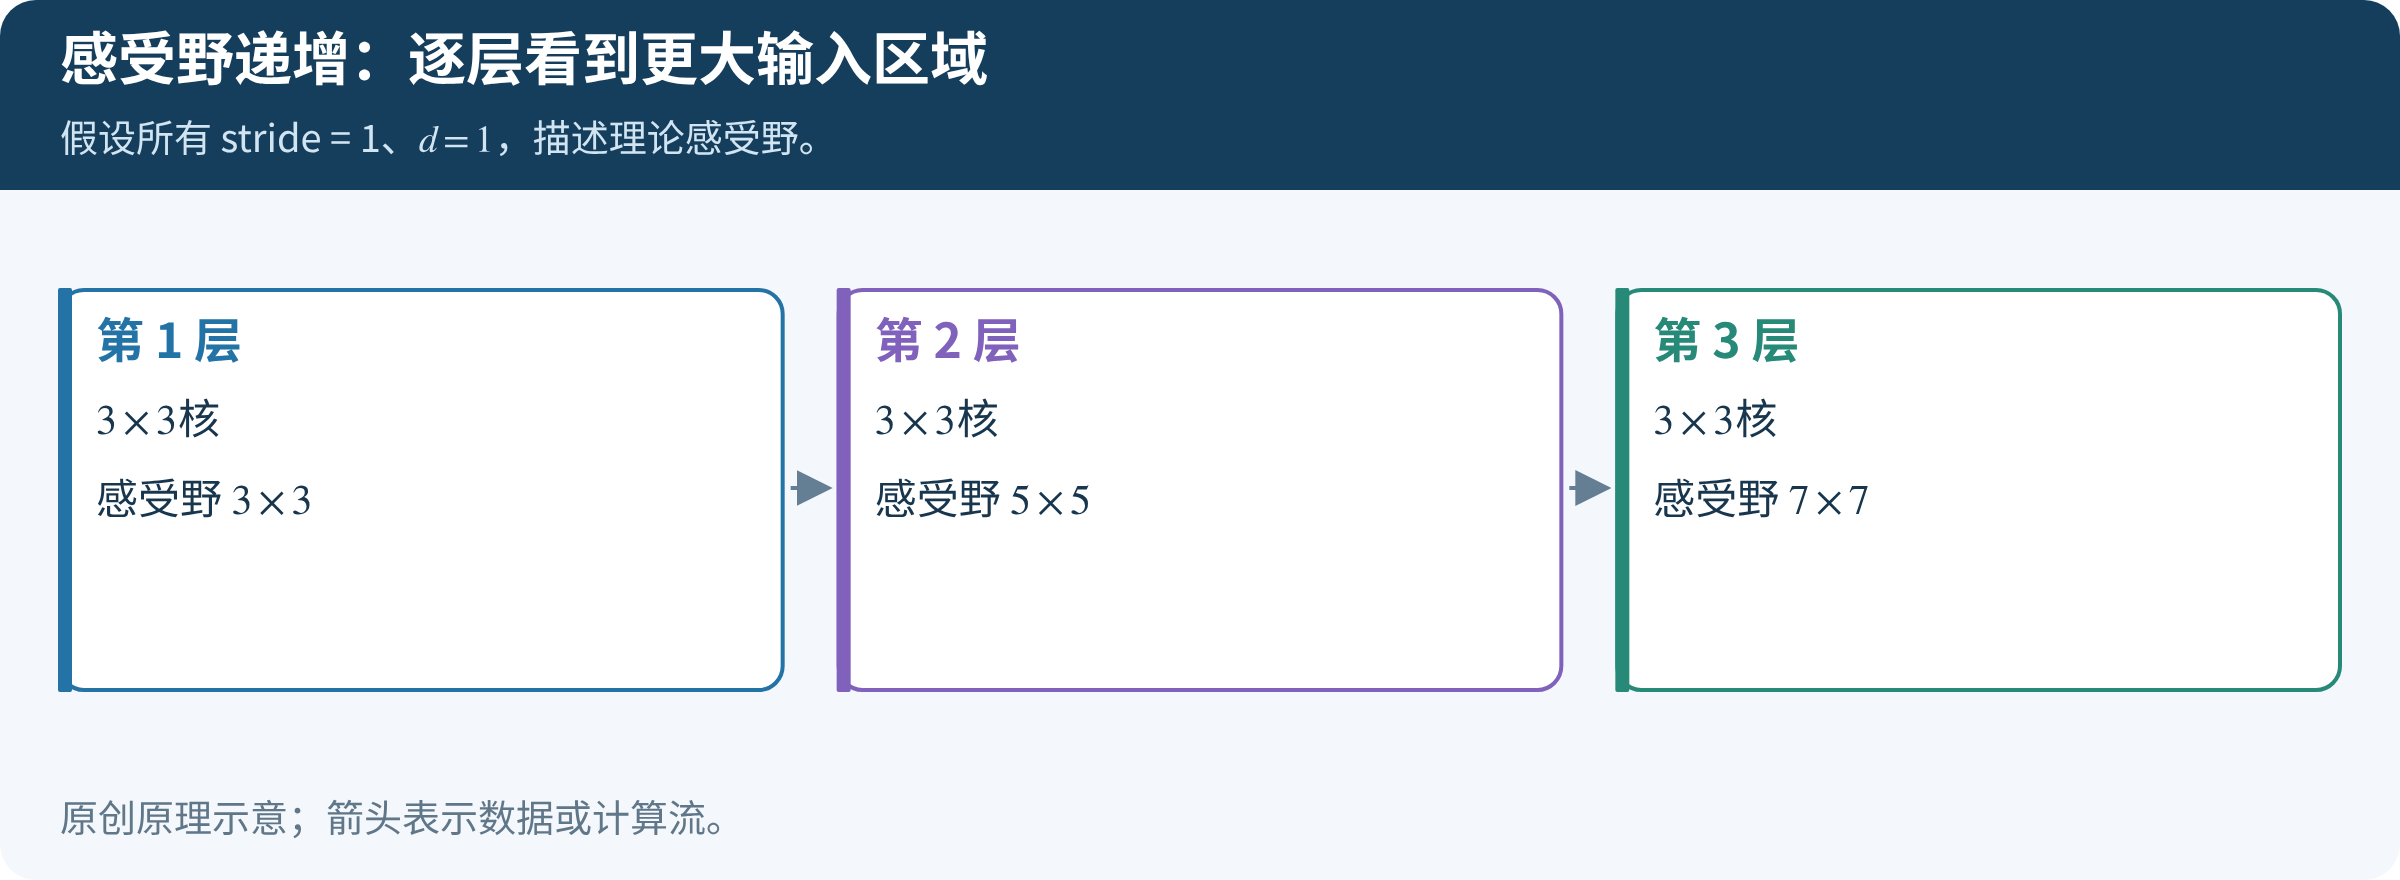 感受野递增：逐层看到更大输入区域
假设所有 stride = 1、d = 1，描述理论感受野。
第 1 层
3×3核
感受野 3×3
第 2 层
3×3核
感受野 5×5
第 3 层
3×3核
感受野 7×7
原创原理示意；箭头表示数据或计算流。